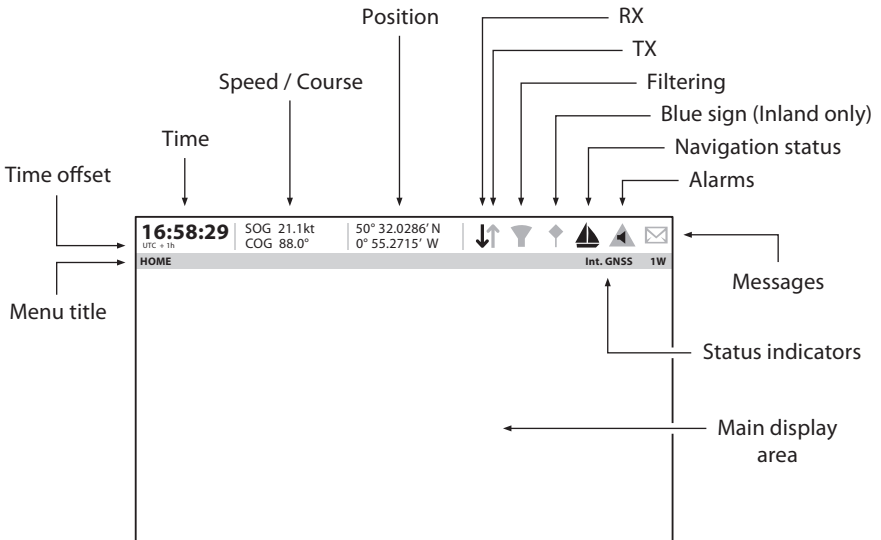 Position
RX
TX
Speed / Course
Filtering
Blue sign (Inland only)
Time
Navigation status
Time offset
Alarms
16:58:29
UTC + 1h
SOG 21.1kt
COG 88.0°
50° 32.0286’ N
0° 55.2715’ W
HOME
Int. GNSS 1W
Menu title
Messages
Status indicators
Main display
area